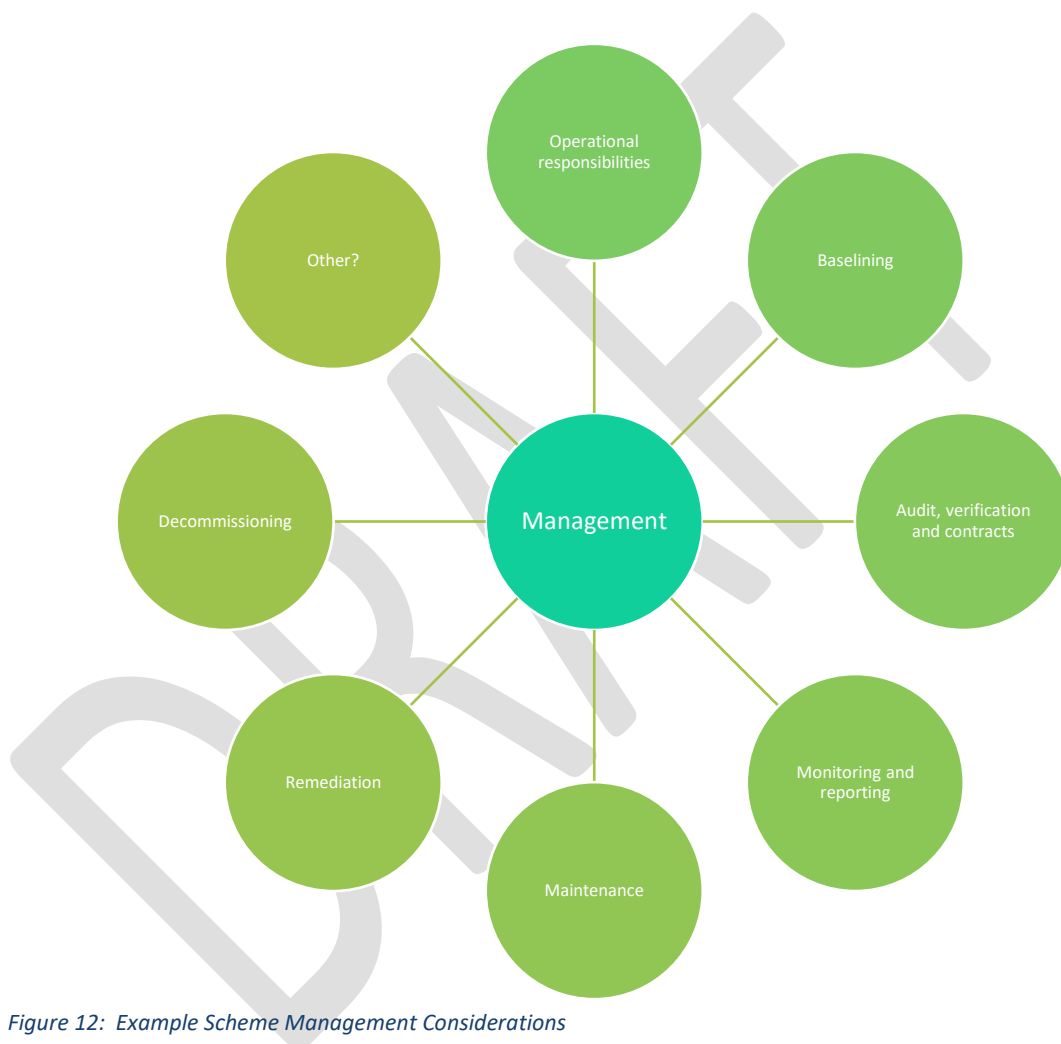 Operational
responsibilities
Other?
Baselining
Decommissioning
Management
Audit, verification
and contracts
Remediation
Monitoring and
reporting
Maintenance
DRAFT
Figure 12:  Example Scheme Management Considerations